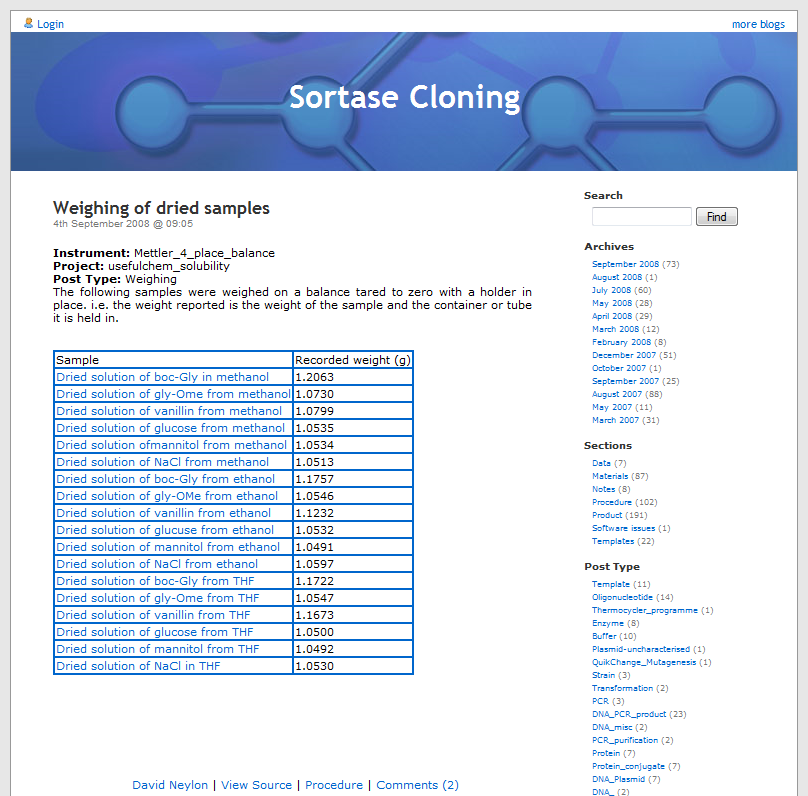 Login
more blogs
Sortase Cloning
Weighing of dried samples
4th September 2008 @ 09:05
Instrument: Mettler_4_place_balance
Project: usefulchem_solubility
Post Type: Weighing
The following samples were weighed on a balance tared to zero with a holder in
place. i.e. the weight reported is the weight of the sample and the container or tube
it is held in.
Sample Recorded weight (g)
Dried solution of boc-Gly in methanol 1.2063
Dried solution of gly-Ome from methanol 1.0730
Dried solution of vanillin from methanol 1.0799
Dried solution of glucose from methanol 1.0535
Dried solution ofmannitol from methanol 1.0534
Dried solution of NaCl from methanol 1.0513
Dried solution of boc-Gly from ethanol 1.1757
Dried solution of gly-OMe from ethanol 1.0546
Dried solution of vanillin from ethanol 1.1232
Dried solution of glucuse from ethanol 1.0532
Dried solution of mannitol from ethanol 1.0491
Dried solution of NaCl from ethanol 1.0597
Dried solution of boc-Gly from THF 1.1722
Dried solution of gly-Ome from THF 1.0547
Dried solution of vanillin from THF 1.1673
Dried solution of glucose from THF 1.0500
Dried solution of mannitol from THF 1.0492
Dried solution of NaCl in THF 1.0530
David Neylon | View Source | Procedure | Comments (2)
Search
Find
Archives
September 2008 (73)
August 2008 (1)
July 2008 (60)
May 2008 (28)
April 2008 (29)
March 2008 (12)
February 2008 (8)
December 2007 (51)
October 2007 (1)
September 2007 (25)
August 2007 (88)
May 2007 (11)
March 2007 (31)
Sections
Data (7)
Materials (87)
Notes (8)
Procedure (102)
Product (191)
Software issues (1)
Templates (22)
Post Type
Template (11)
Oligonucleotide (14)
Thermocycler_programme (1)
Enzyme (8)
Buffer (10)
Plasmid-uncharacterised (1)
QuikChange_Mutagenesis (1)
Strain (3)
Transformation (2)
PCR (3)
DNA_PCR_product (23)
DNA_misc (2)
PCR_purification (2)
Protein (7)
Protein_conjugate (7)
DNA_Plasmid (7)
DNA_ (2)